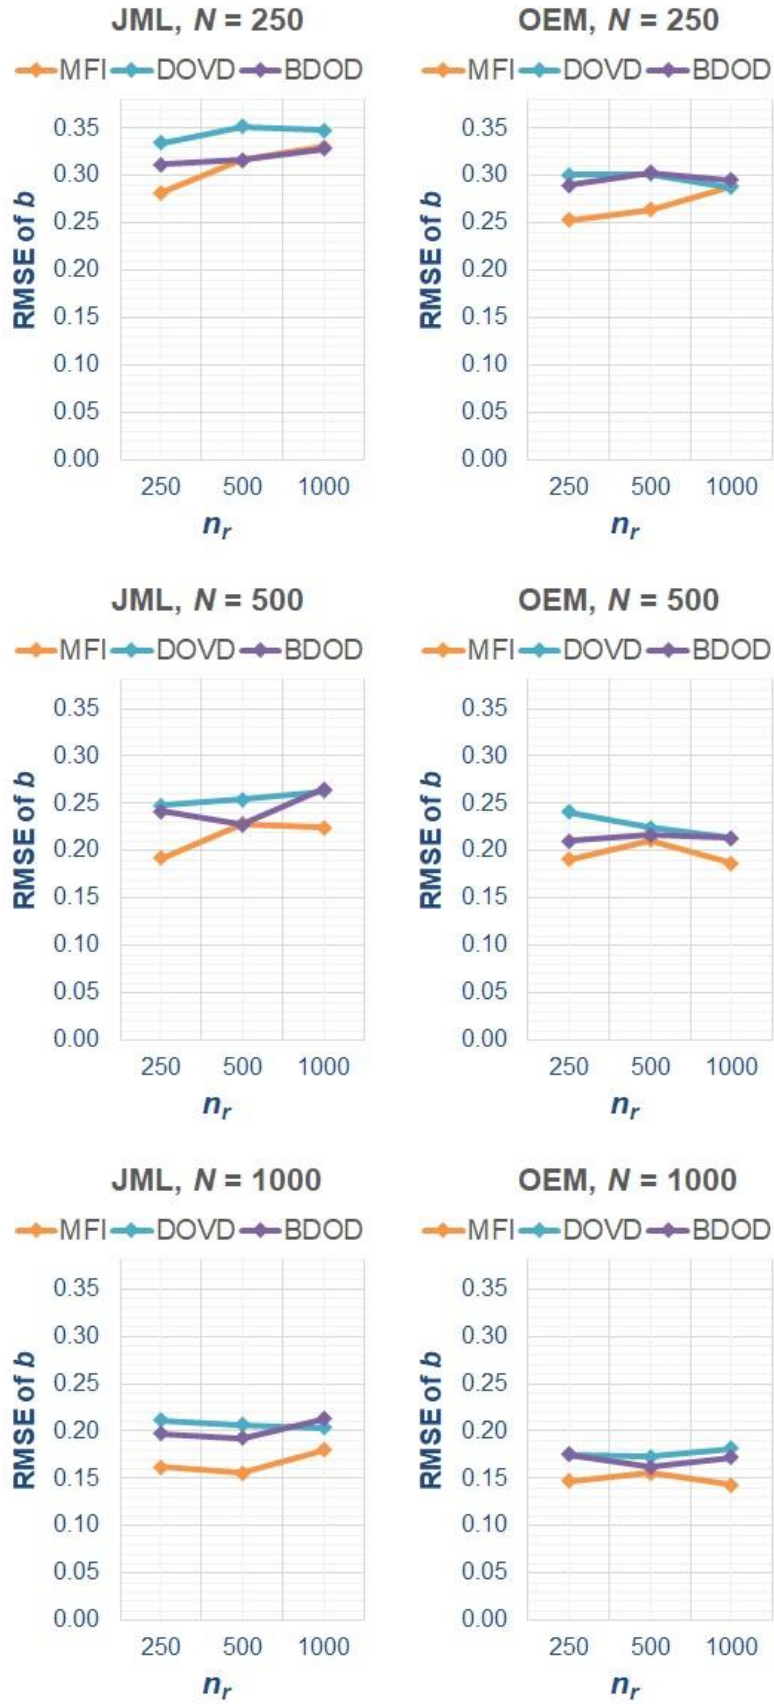 JML, N = 250
MFI DOVD BDOD
RMSE of b
0.35
0.30
0.25
0.20
0.15
0.10
0.05
0.00
250 500 1000
nr
OEM, N = 250
MFI DOVD BDOD
RMSE of b
0.35
0.30
0.25
0.20
0.15
0.10
0.05
0.00
250 500 1000
nr
JML, N = 500
MFI DOVD BDOD
RMSE of b
0.35
0.30
0.25
0.20
0.15
0.10
0.05
0.00
250 500 1000
nr
OEM, N = 500
MFI DOVD BDOD
RMSE of b
0.35
0.30
0.25
0.20
0.15
0.10
0.05
0.00
250 500 1000
nr
JML, N = 1000
MFI DOVD BDOD
RMSE of b
0.35
0.30
0.25
0.20
0.15
0.10
0.05
0.00
250 500 1000
nr
OEM, N = 1000
MFI DOVD BDOD
RMSE of b
0.35
0.30
0.25
0.20
0.15
0.10
0.05
0.00
250 500 1000
nr